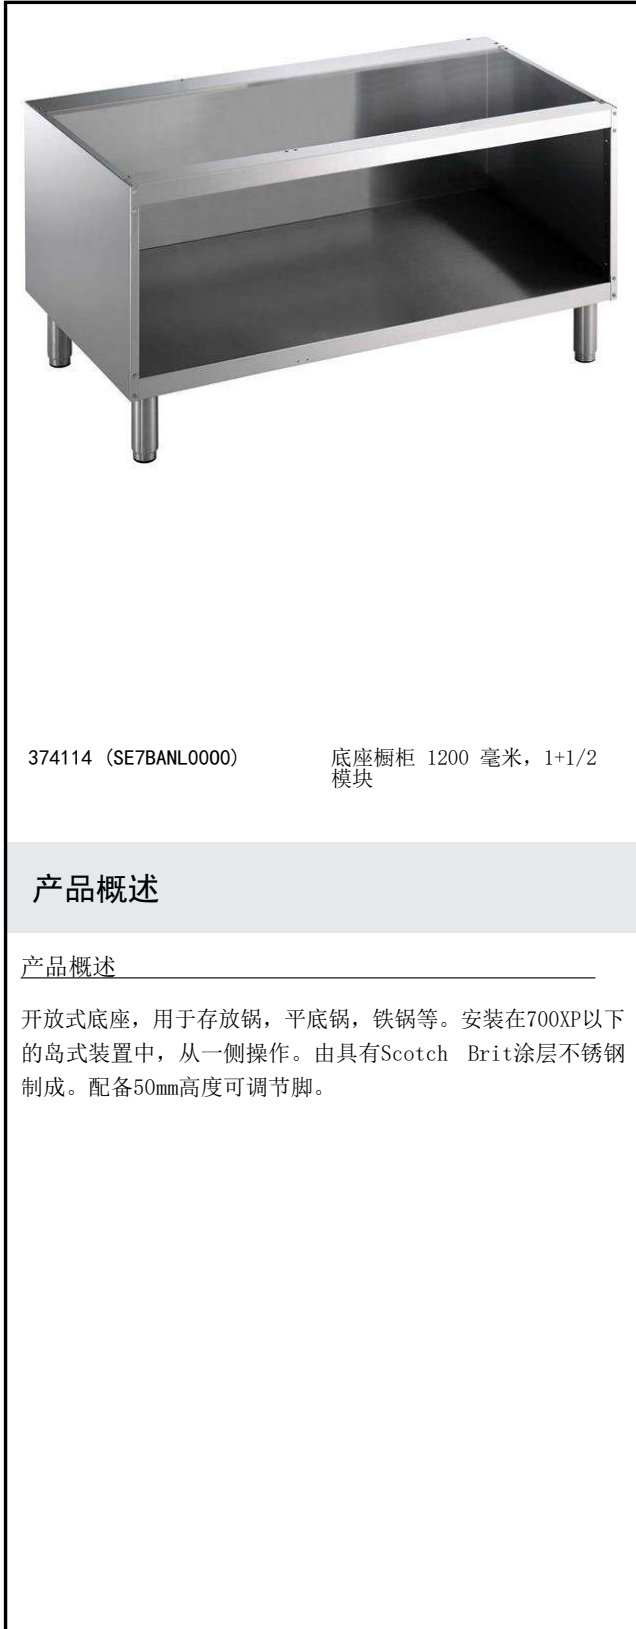 374114 (SE7BANL0000)
底座橱柜 1200 毫米，1+1/2
模块
产品概述
产品概述
开放式底座，用于存放锅，平底锅，铁锅等。安装在700XP以下
的岛式装置中，从一侧操作。由具有Scotch Brit涂层不锈钢
制成。配备50mm高度可调节脚。